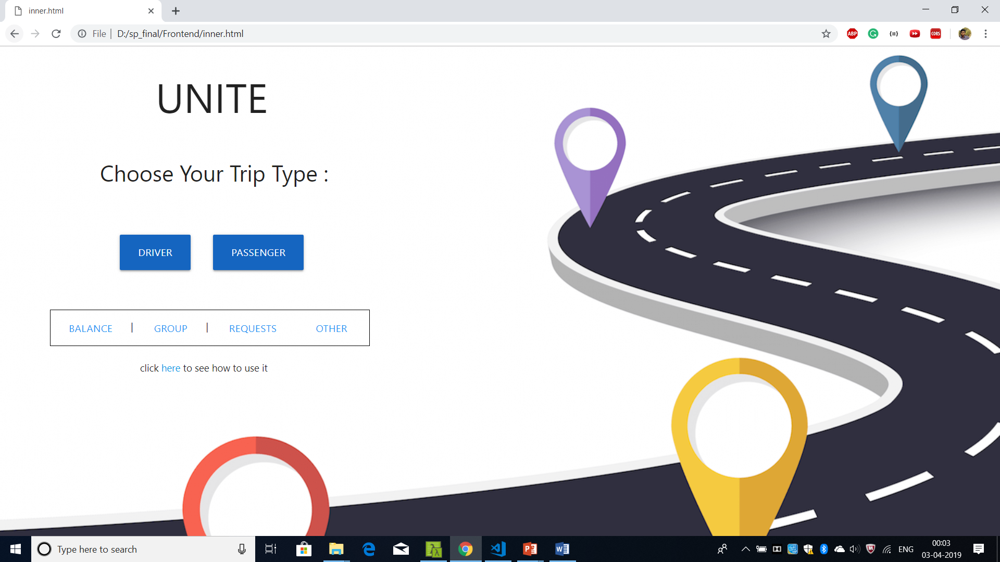 inner.html
File | D:/sp_final/Frontend/inner.html
ABP
CORS
UNITE
Choose Your Trip Type :
DRIVER PASSENGER
BALANCE | GROUP | REQUESTS OTHER
click here to see how to use it
Type here to search
ENG
00:03
03-04-2019